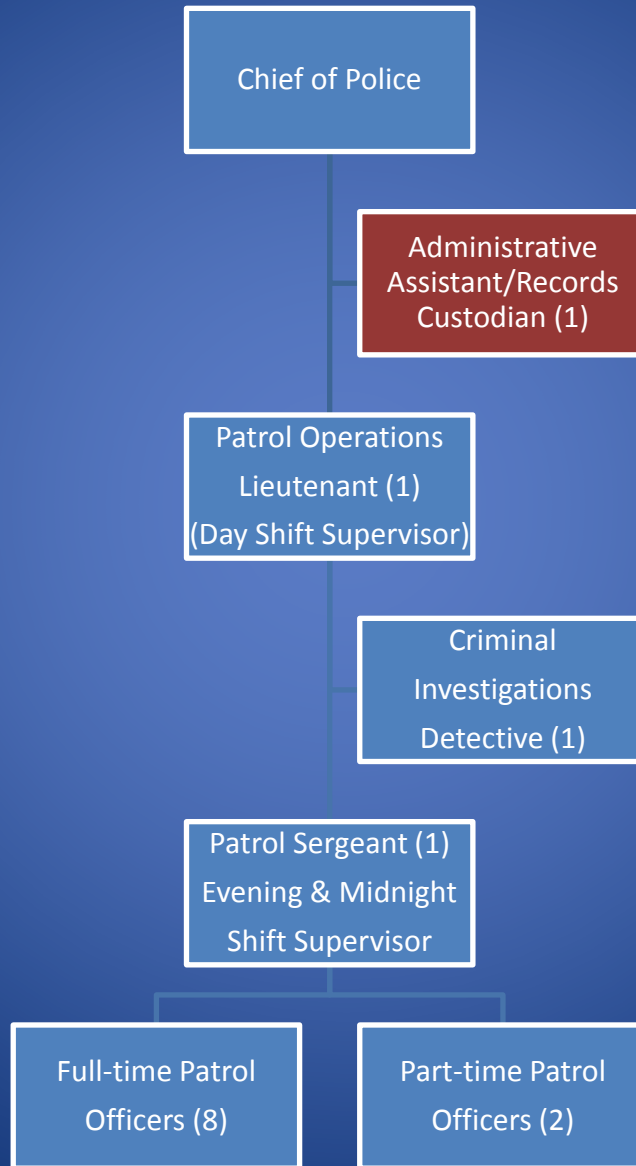 Chief of Police
Administrative
Assistant/Records
Custodian (1)
Patrol Operations
Lieutenant (1)
(Day Shift Supervisor)
Criminal
Investigations
Detective (1)
Patrol Sergeant (1)
Evening & Midnight
Shift Supervisor
Full-time Patrol
Officers (8)
Part-time Patrol
Officers (2)